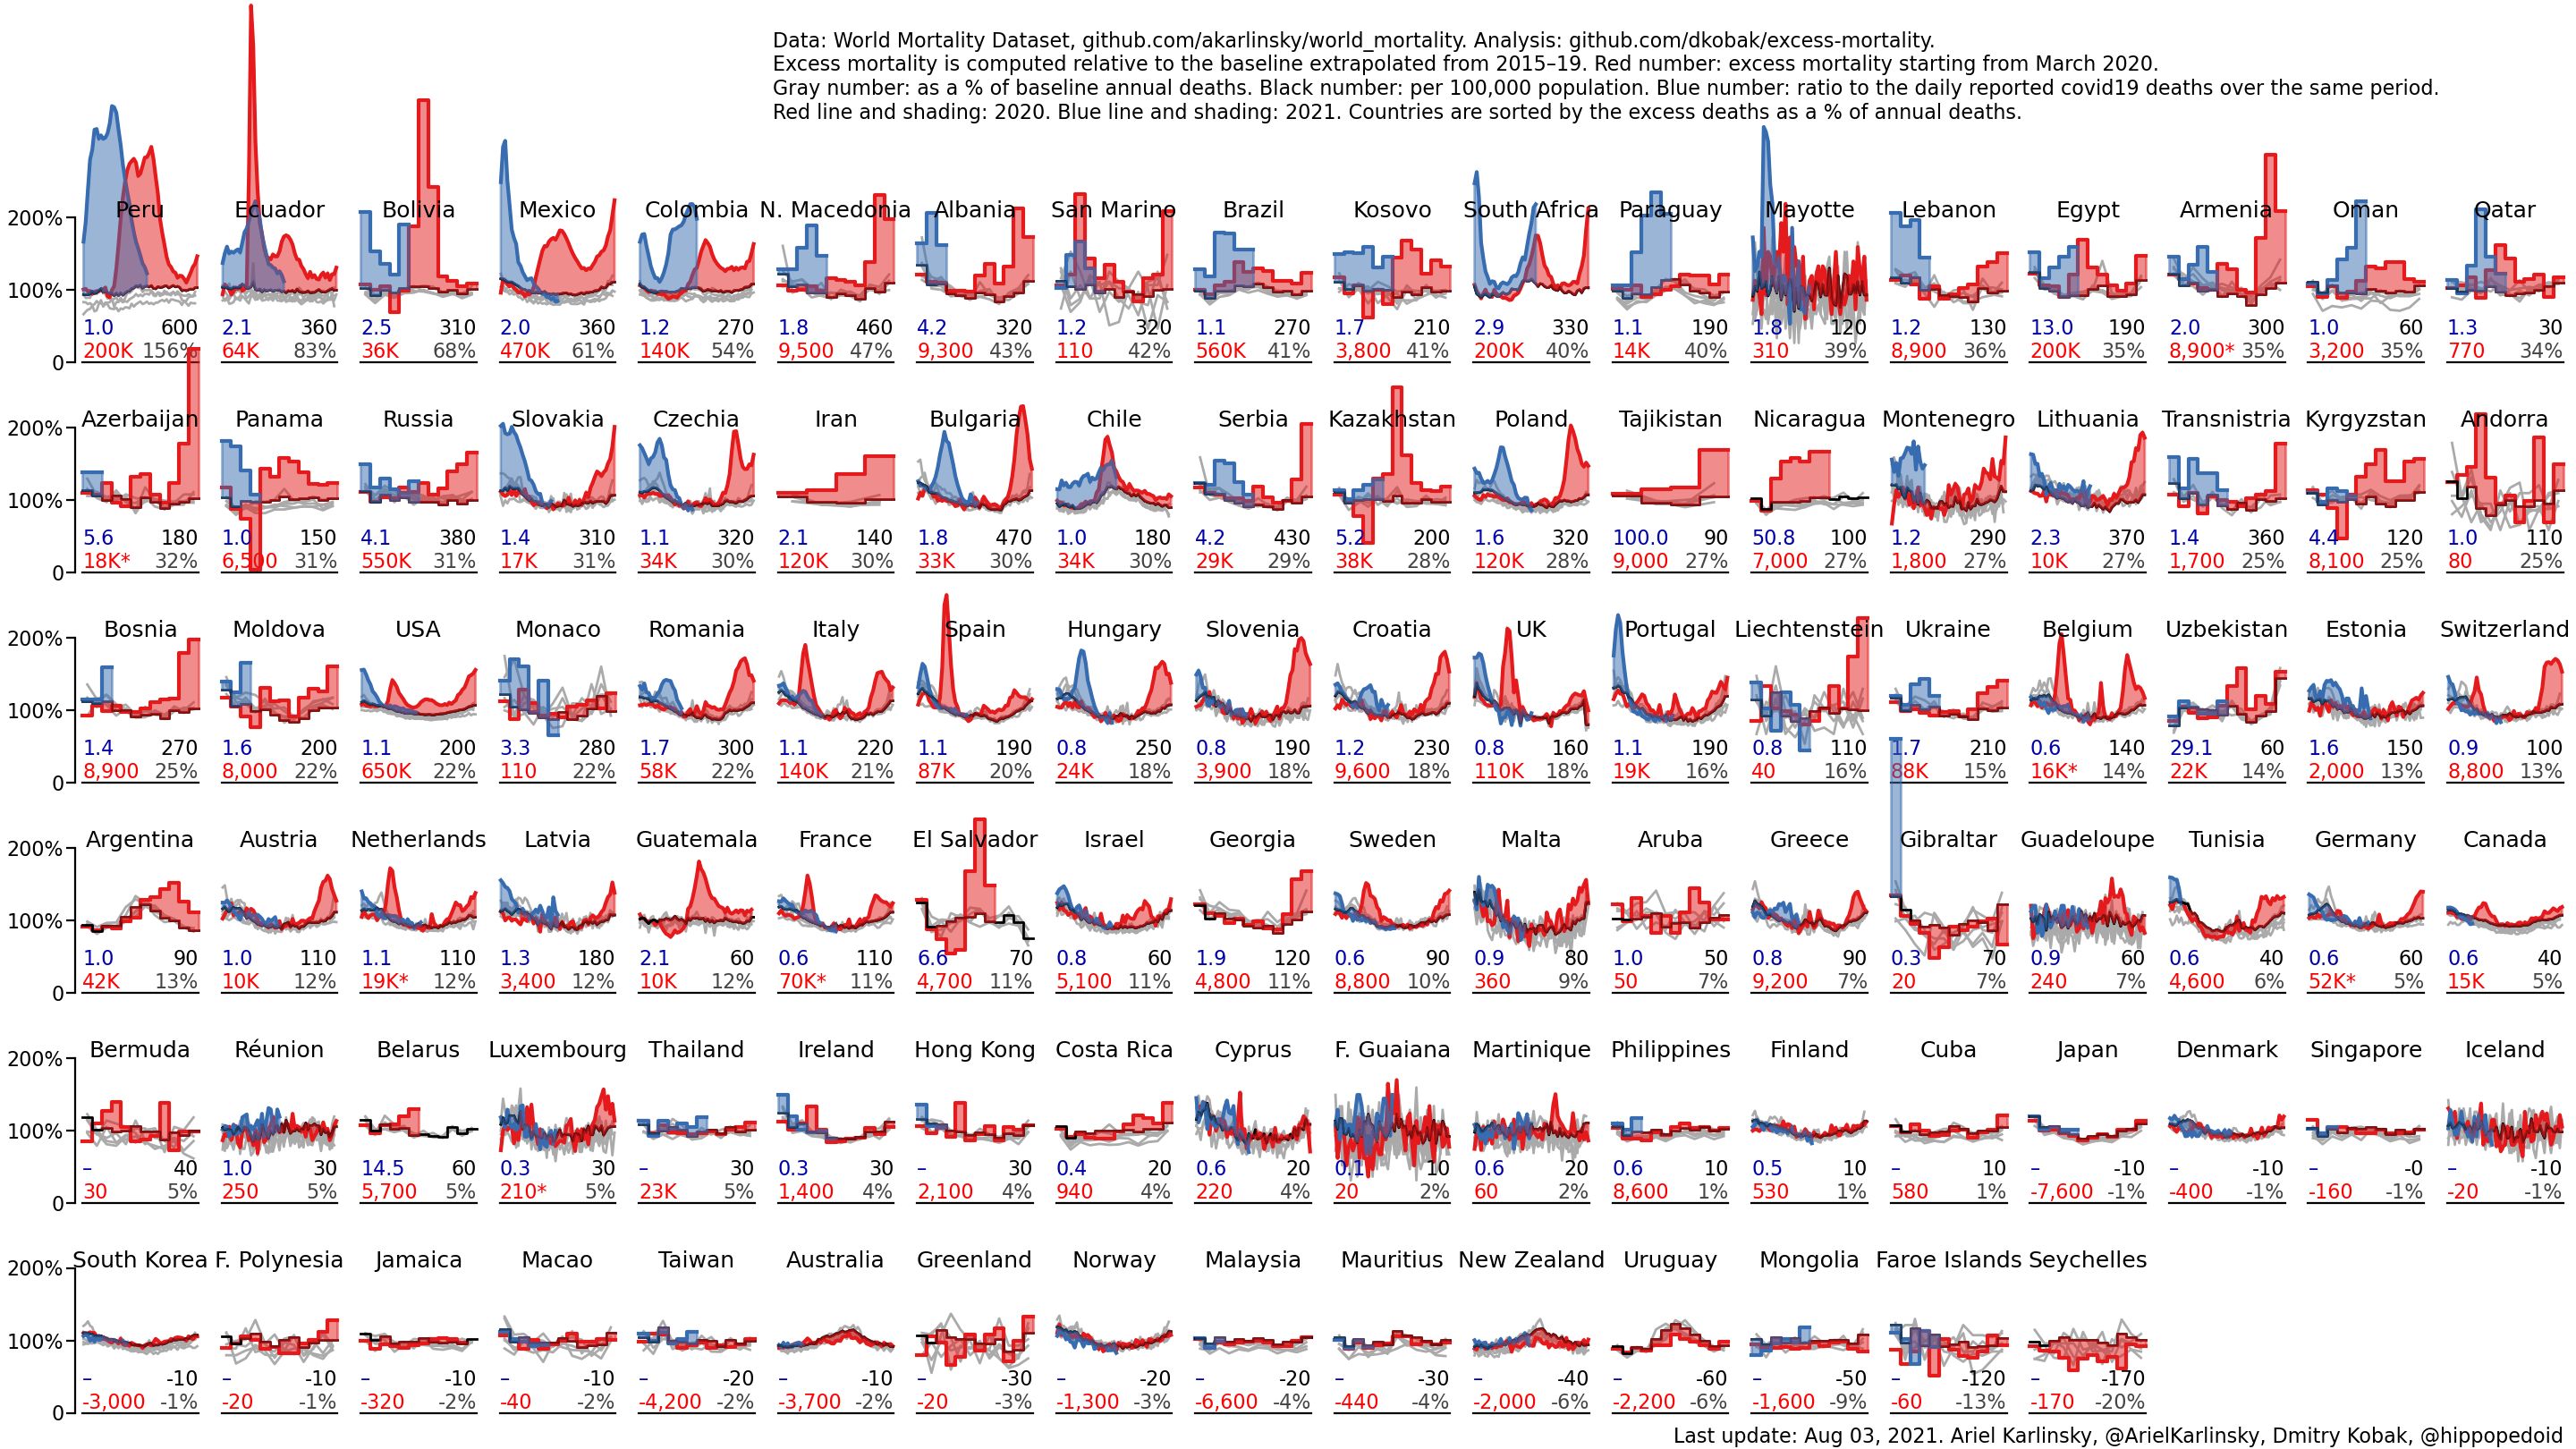 Data: World Mortality Dataset, github.com/akarlinsky/world_mortality. Analysis: github.com/dkobak/excess-mortality.
Excess mortality is computed relative to the baseline extrapolated from 2015–19. Red number: excess mortality starting from March 2020.
Gray number: as a % of baseline annual deaths. Black number: per 100,000 population. Blue number: ratio to the daily reported covid19 deaths over the same period.
Red line and shading: 2020. Blue line and shading: 2021. Countries are sorted by the excess deaths as a % of annual deaths.
Peru Ecuador Bolivia Mexico Colombia N. Macedonia Albania San Marino Brazil Kosovo South Africa Paraguay Mayotte Lebanon Egypt Armenia Oman Qatar
200%
100%
1.0 600 2.1 360 2.5 310 2.0 360 1.2 270 1.8 460 4.2 320 1.2 320 1.1 270 1.7 210 2.9 330 1.1 190 1.8 120 1.2 130 13.0 190 2.0 300 1.0 60 1.3 30
200K 156% 64K 83% 36K 68% 470K 61% 140K 54% 9,500 47% 9,300 43% 110 42% 560K 41% 3,800 41% 200K 40% 14K 40% 310 39% 8,900 36% 200K 35% 8,900* 35% 3,200 35% 770 34%
0
Azerbaijan Panama Russia Slovakia Czechia Iran Bulgaria Chile Serbia Kazakhstan Poland Tajikistan Nicaragua Montenegro Lithuania Transnistria Kyrgyzstan Andorra
200%
100%
5.6 180 1.0 150 4.1 380 1.4 310 1.1 320 2.1 140 1.8 470 1.0 180 4.2 430 5.2 200 1.6 320 100.0 90 50.8 100 1.2 290 2.3 370 1.4 360 4.4 120 1.0 110
18K* 32% 6,500 31% 550K 31% 17K 31% 34K 30% 120K 30% 33K 30% 34K 30% 29K 29% 38K 28% 120K 28% 9,000 27% 7,000 27% 1,800 27% 10K 27% 1,700 25% 8,100 25% 80 25%
0
Bosnia Moldova USA Monaco Romania Italy Spain Hungary Slovenia Croatia UK Portugal Liechtenstein Ukraine Belgium Uzbekistan Estonia Switzerland
200%
100%
1.4 270 1.6 200 1.1 200 3.3 280 1.7 300 1.1 220 1.1 190 0.8 250 0.8 190 1.2 230 0.8 160 1.1 190 0.8 110 1.7 210 0.6 140 29.1 60 1.6 150 0.9 100
8,900 25% 8,000 22% 650K 22% 110 22% 58K 22% 140K 21% 87K 20% 24K 18% 3,900 18% 9,600 18% 110K 18% 19K 16% 40 16% 88K 15% 16K* 14% 22K 14% 2,000 13% 8,800 13%
0
Argentina Austria Netherlands Latvia Guatemala France El Salvador Israel Georgia Sweden Malta Aruba Greece Gibraltar Guadeloupe Tunisia Germany Canada
200%
100%
1.0 90 1.0 110 1.1 110 1.3 180 2.1 60 0.6 110 6.6 70 0.8 60 1.9 120 0.6 90 0.9 80 1.0 50 0.8 90 0.3 70 0.9 60 0.6 40 0.6 60 0.6 40
42K 13% 10K 12% 19K* 12% 3,400 12% 10K 12% 70K* 11% 4,700 11% 5,100 11% 4,800 11% 8,800 10% 360 9% 50 7% 9,200 7% 20 7% 240 7% 4,600 6% 52K* 5% 15K 5%
0
Bermuda Réunion Belarus Luxembourg Thailand Ireland Hong Kong Costa Rica Cyprus F. Guaiana Martinique Philippines Finland Cuba Japan Denmark Singapore Iceland
200%
100%
– 40 1.0 30 14.5 60 0.3 30 – 30 0.3 30 – 30 0.4 20 0.6 20 0.1 10 0.6 20 0.6 10 0.5 10 – 10 – -10 – -10 – -0 – -10
30 5% 250 5% 5,700 5% 210* 5% 23K 5% 1,400 4% 2,100 4% 940 4% 220 4% 20 2% 60 2% 8,600 1% 530 1% 580 1% -7,600 -1% -400 -1% -160 -1% -20 -1%
0
South Korea F. Polynesia Jamaica Macao Taiwan Australia Greenland Norway Malaysia Mauritius New Zealand Uruguay Mongolia Faroe Islands Seychelles
200%
100%
– -10 – -10 – -10 – -10 – -20 – -10 – -30 – -20 – -20 – -30 – -40 – -60 – -50 – -120 – -170
-3,000 -1% -20 -1% -320 -2% -40 -2% -4,200 -2% -3,700 -2% -20 -3% -1,300 -3% -6,600 -4% -440 -4% -2,000 -6% -2,200 -6% -1,600 -9% -60 -13% -170 -20%
0
Last update: Aug 03, 2021. Ariel Karlinsky, @ArielKarlinsky, Dmitry Kobak, @hippopedoid